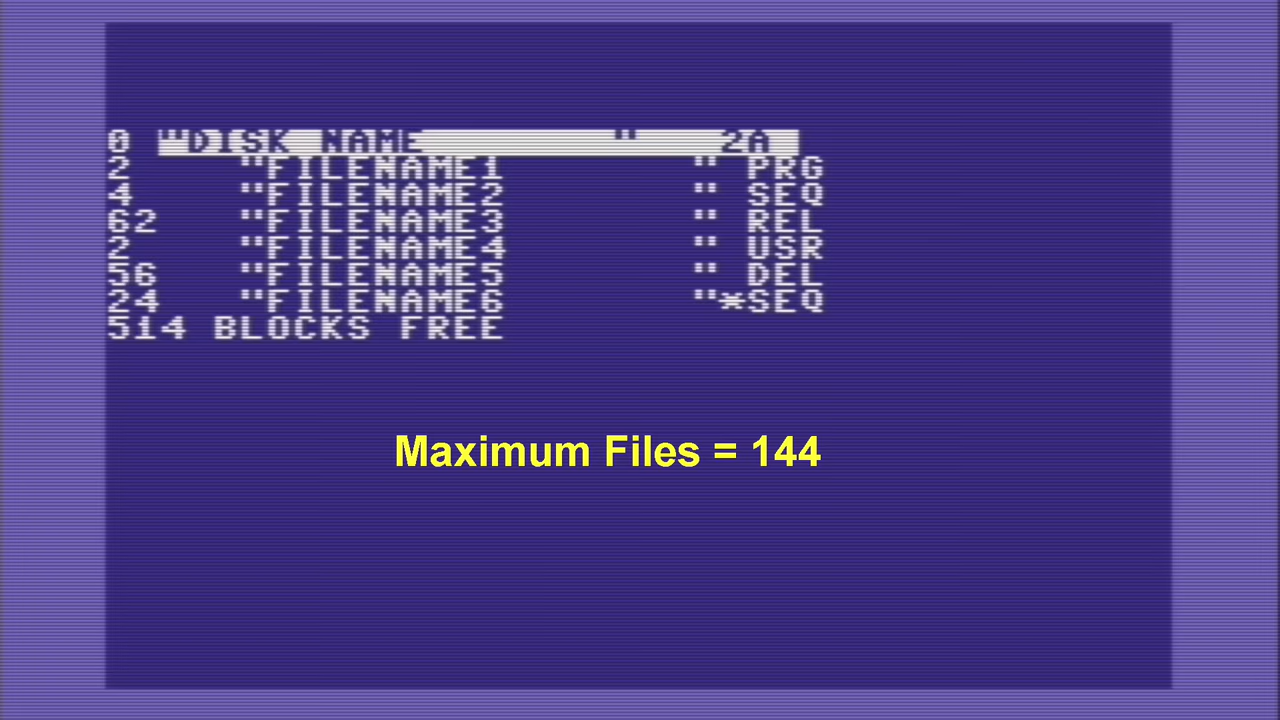 0 "DISK NAME       " 2A
2    "FILENAME1       " PRG
4    "FILENAME2       " SEQ
62   "FILENAME3       " REL
2    "FILENAME4       " USR
56   "FILENAME5       " DEL
24   "FILENAME6       "*SEQ
514 BLOCKS FREE
Maximum Files = 144